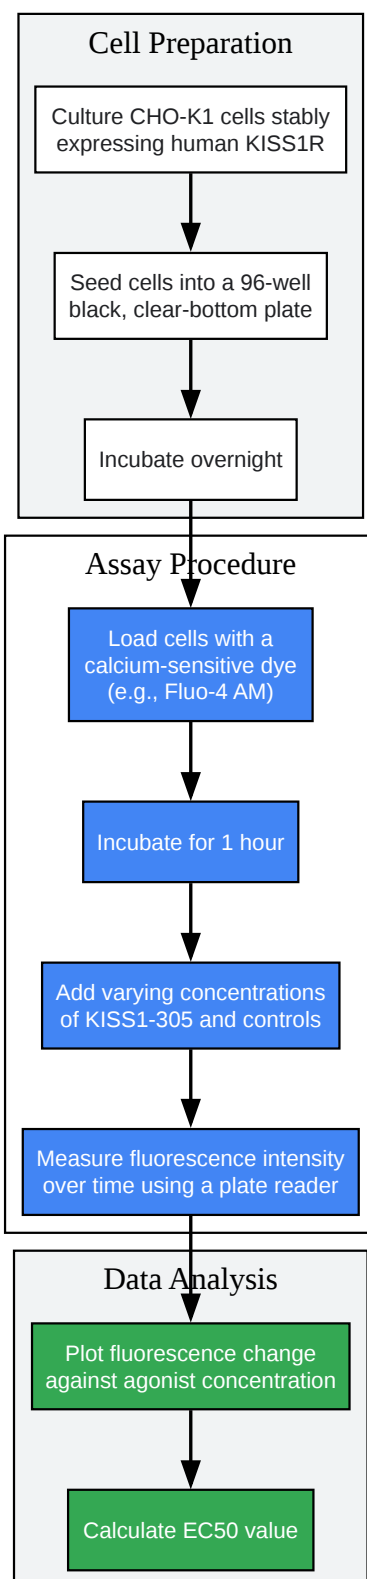 Cell Preparation
Culture CHO-K1 cells stably
expressing human KISS1R
Seed cells into a 96-well
black, clear-bottom plate
Incubate overnight
Assay Procedure
Load cells with a
calcium-sensitive dye
(e.g., Fluo-4 AM)
Incubate for 1 hour
Add varying concentrations
of KISS1-305 and controls
Measure fluorescence intensity
over time using a plate reader
Data Analysis
Plot fluorescence change
against agonist concentration
Calculate EC50 value